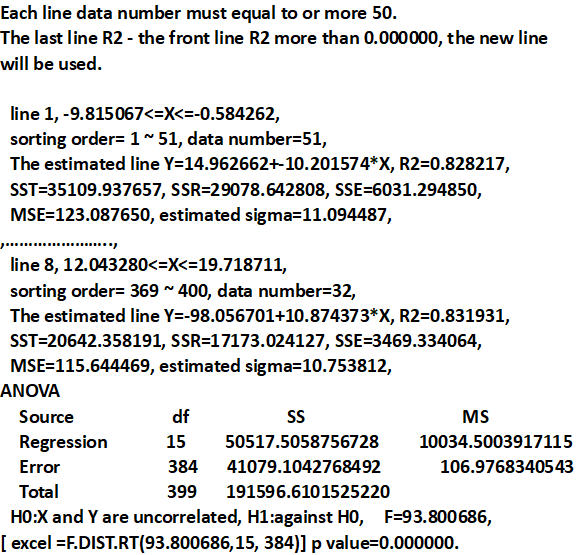 Each line data number must equal to or more 50.
The last line R2 - the front line R2 more than 0.000000, the new line
will be used.
line 1, -9.815067<=X<=-0.584262,
sorting order= 1 ~ 51, data number=51,
The estimated line Y=14.962662+-10.201574*X, R2=0.828217,
SST=35109.937657, SSR=29078.642808, SSE=6031.294850,
MSE=123.087650, estimated sigma=11.094487,
,…………………..,
line 8, 12.043280<=X<=19.718711,
sorting order= 369 ~ 400, data number=32,
The estimated line Y=-98.056701+10.874373*X, R2=0.831931,
SST=20642.358191, SSR=17173.024127, SSE=3469.334064,
MSE=115.644469, estimated sigma=10.753812,
ANOVA
Source df SS MS
Regression 15 50517.5058756728 10034.5003917115
Error 384 41079.1042768492 106.9768340543
Total 399 191596.6101525220
H0:X and Y are uncorrelated, H1:against H0, F=93.800686,
[ excel =F.DIST.RT(93.800686,15, 384)] p value=0.000000.